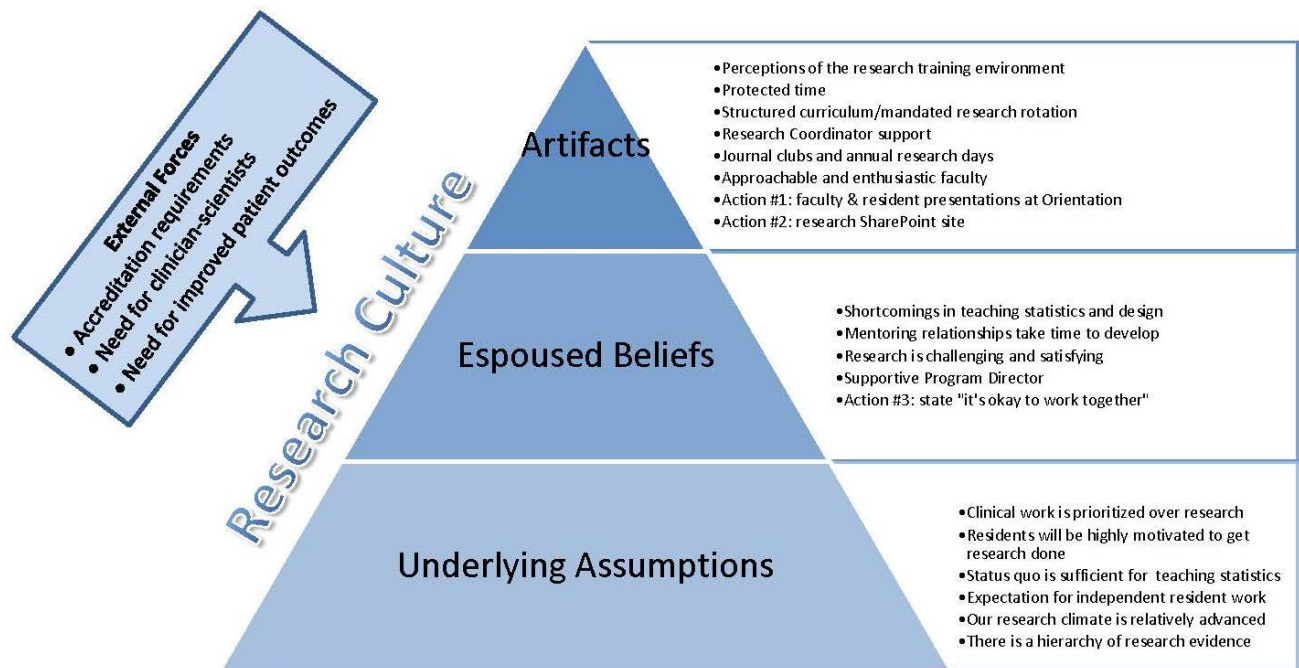 External Forces
• Accreditation requirements
• Need for clinician-scientists
• Need for improved patient outcomes
Research Culture
Artifacts
•Perceptions of the research training environment
•Protected time
•Structured curriculum/mandated research rotation
•Research Coordinator support
•Journal clubs and annual research days
•Approachable and enthusiastic faculty
•Action #1: faculty & resident presentations at Orientation
•Action #2: research SharePoint site
Espoused Beliefs
•Shortcomings in teaching statistics and design
•Mentoring relationships take time to develop
•Research is challenging and satisfying
•Supportive Program Director
•Action #3: state "it's okay to work together"
Underlying Assumptions
•Clinical work is prioritized over research
•Residents will be highly motivated to get
research done
•Status quo is sufficient for teaching statistics
•Expectation for independent resident work
•Our research climate is relatively advanced
•There is a hierarchy of research evidence